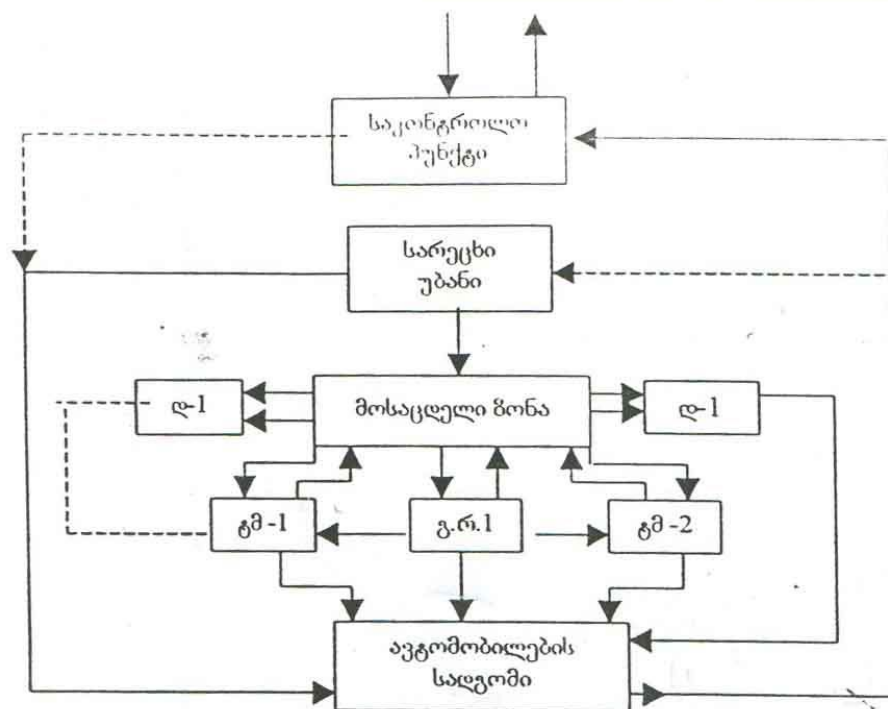 საკონტროლო
პუნქტი
სარეცხი
უბანი
დ-1
მოსაცდელი ზონა
დ-1
ტმ-1
გ.რ.1
ტმ-2
ავტომობილების
სადგომი